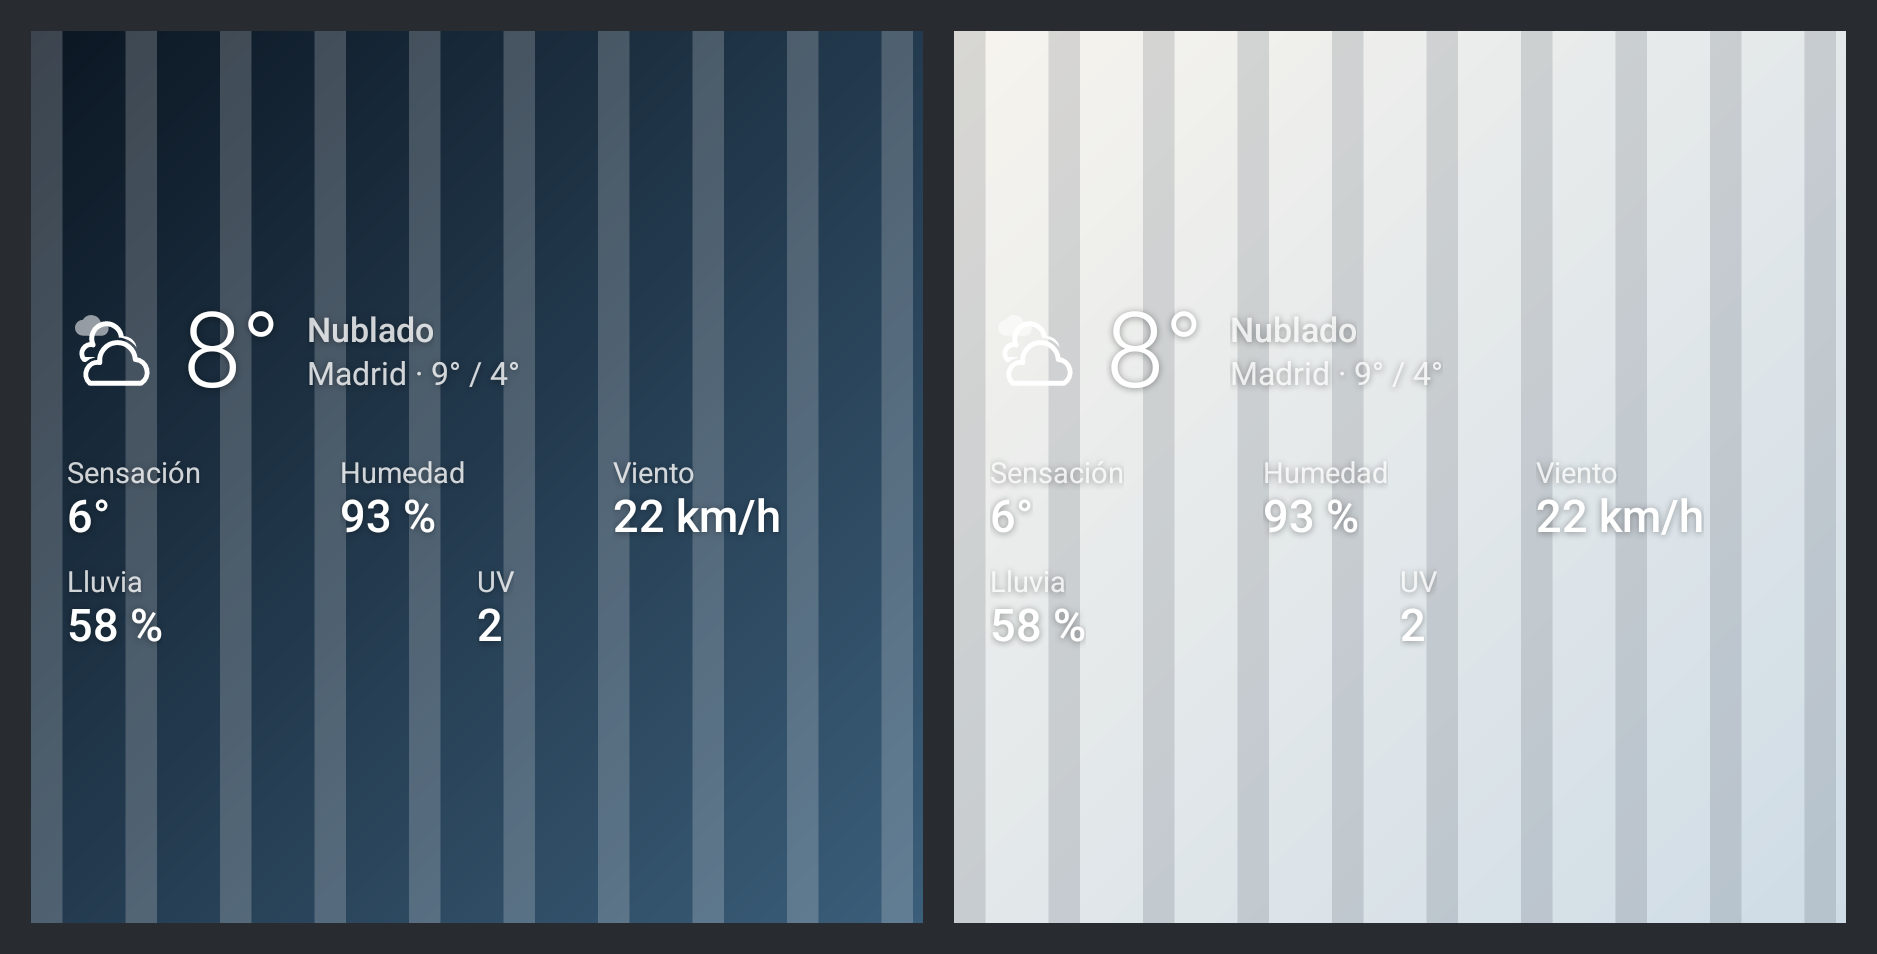 8°
Nublado
Madrid · 9° / 4°
Sensación Humedad Viento
6° 93 % 22 km/h
Lluvia UV
58 % 2
8°
Nublado
Madrid · 9° / 4°
Sensación Humedad Viento
6° 93 % 22 km/h
Lluvia UV
58 % 2